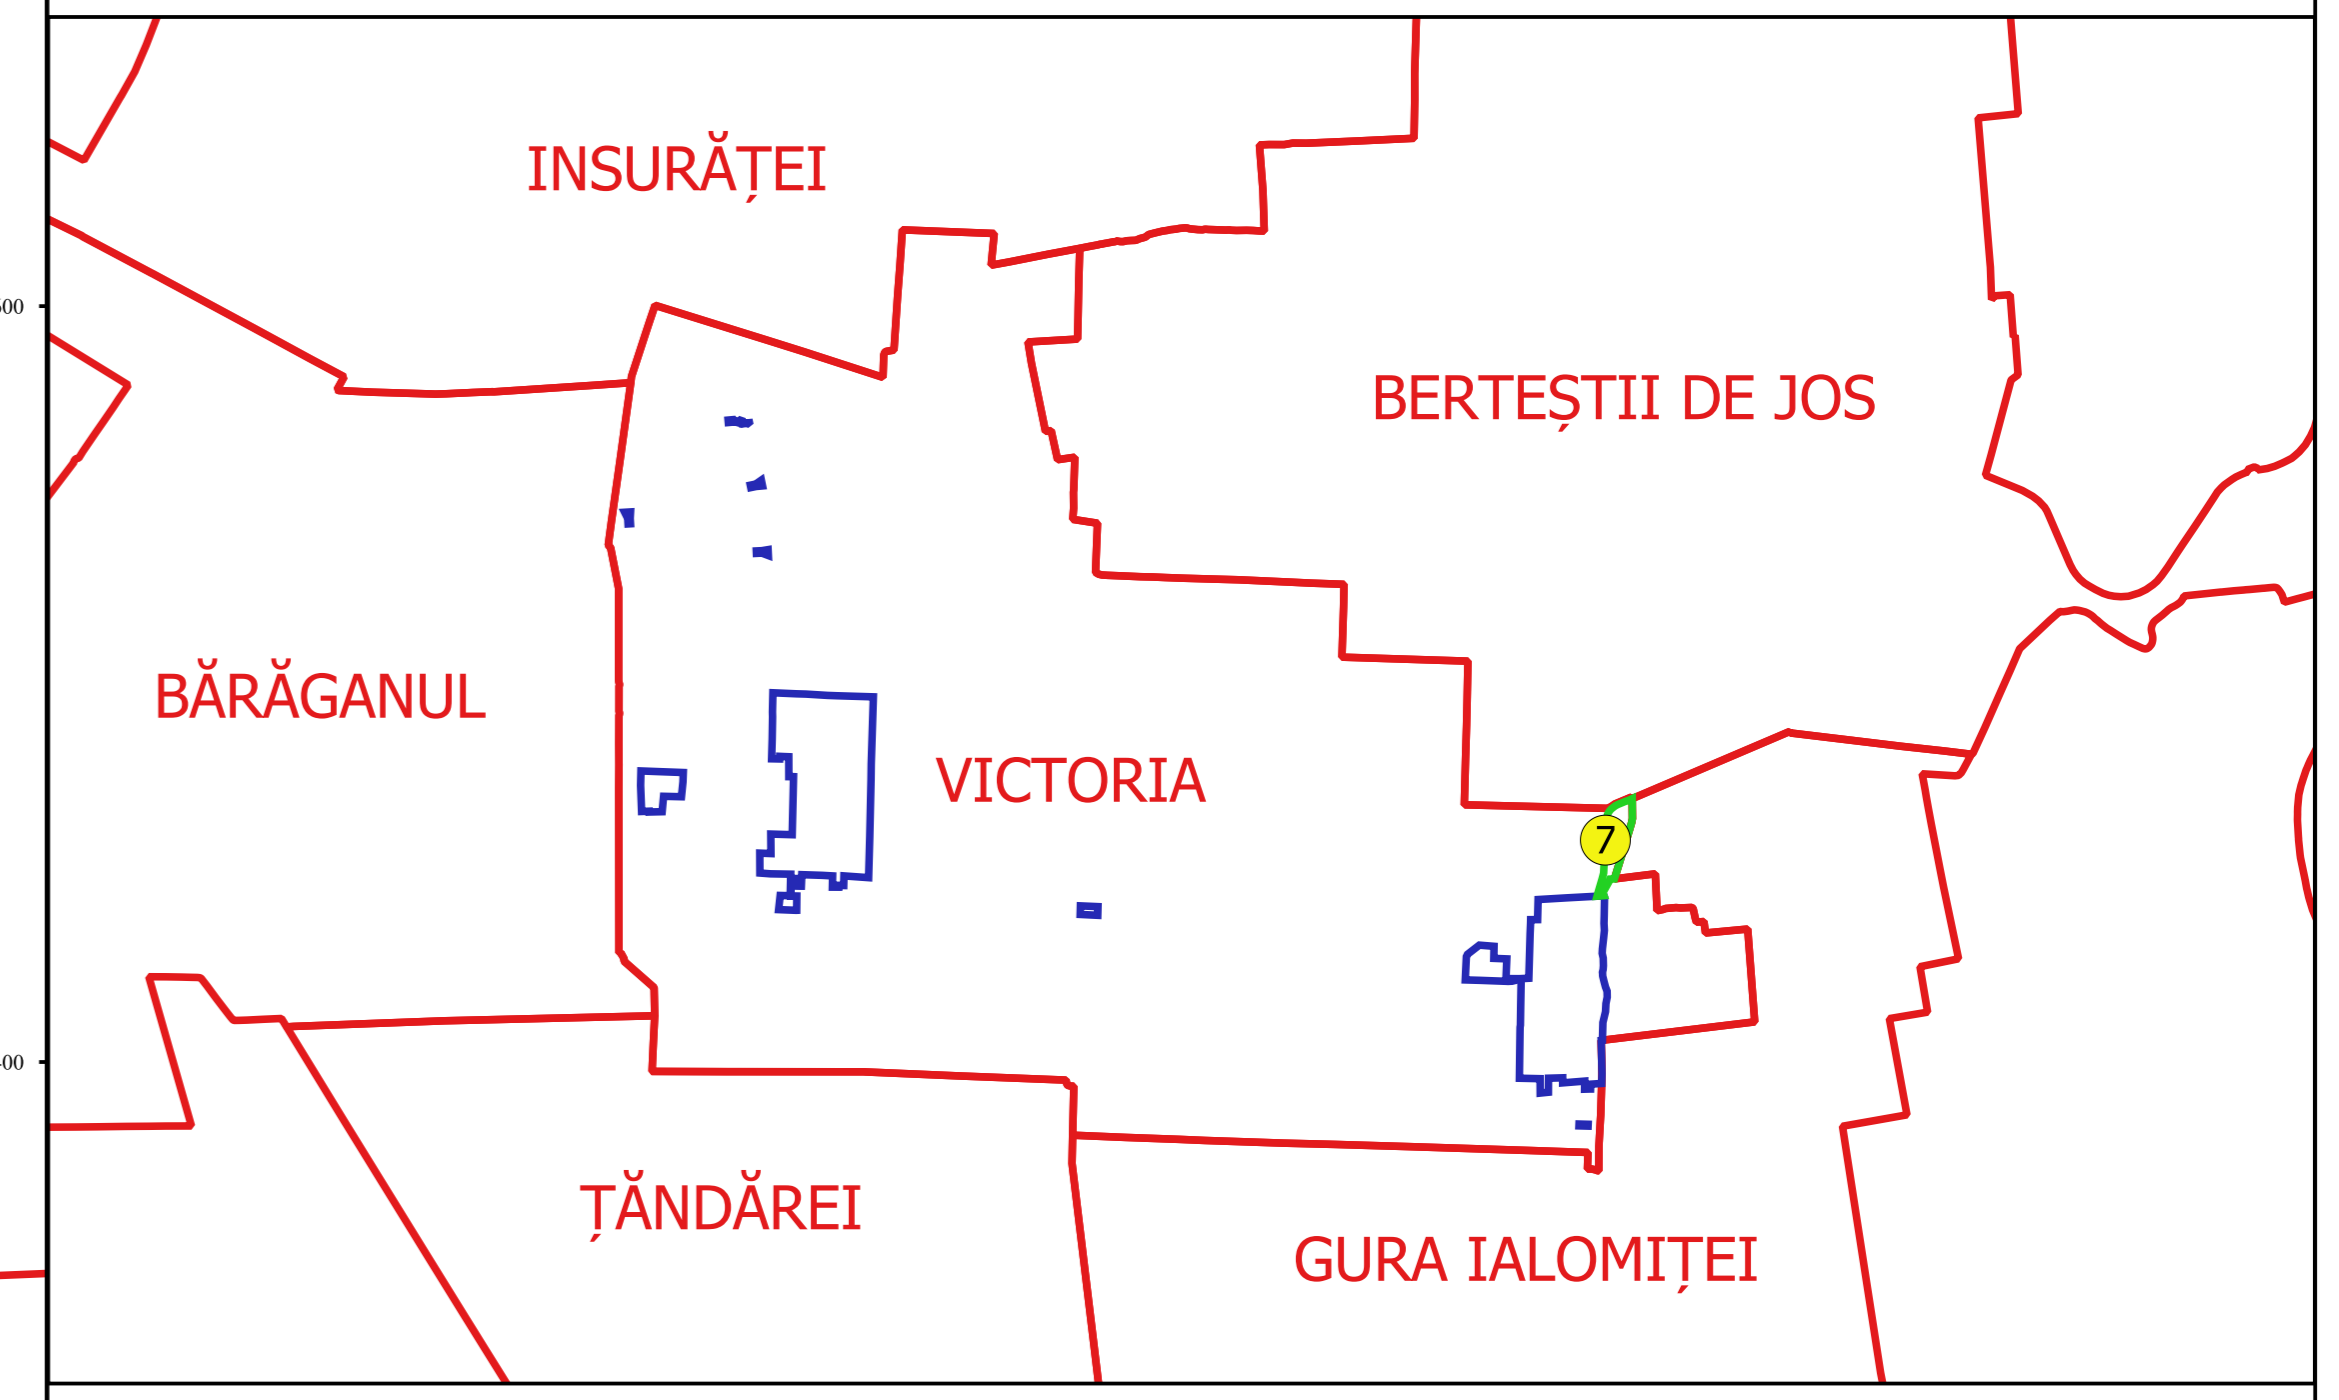 INSURĂȚEI
BERTEȘTII DE JOS
BĂRĂGANUL
VICTORIA
7
ȚĂNDĂREI
GURA IALOMIȚEI